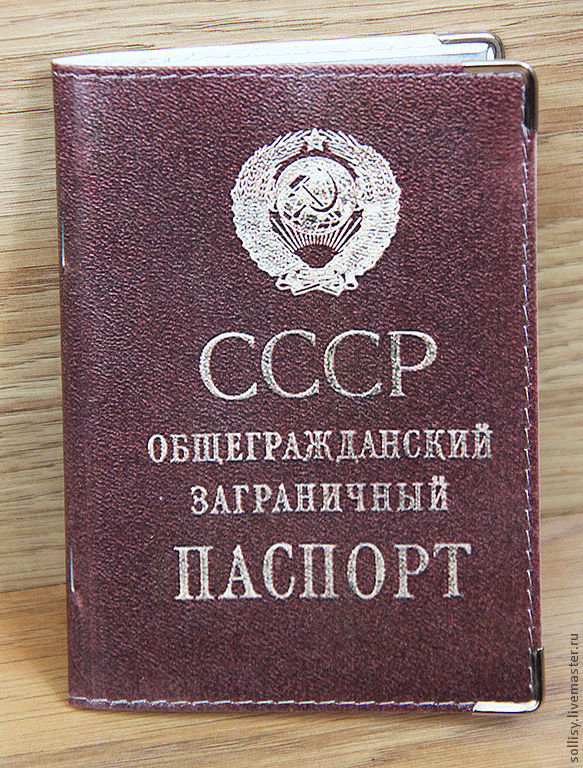 СССР
ОБЩЕГРАЖДАНСКИЙ
ЗАГРАНИЧНЫЙ
ПАСПОРТ
sollisy.livemaster.ru